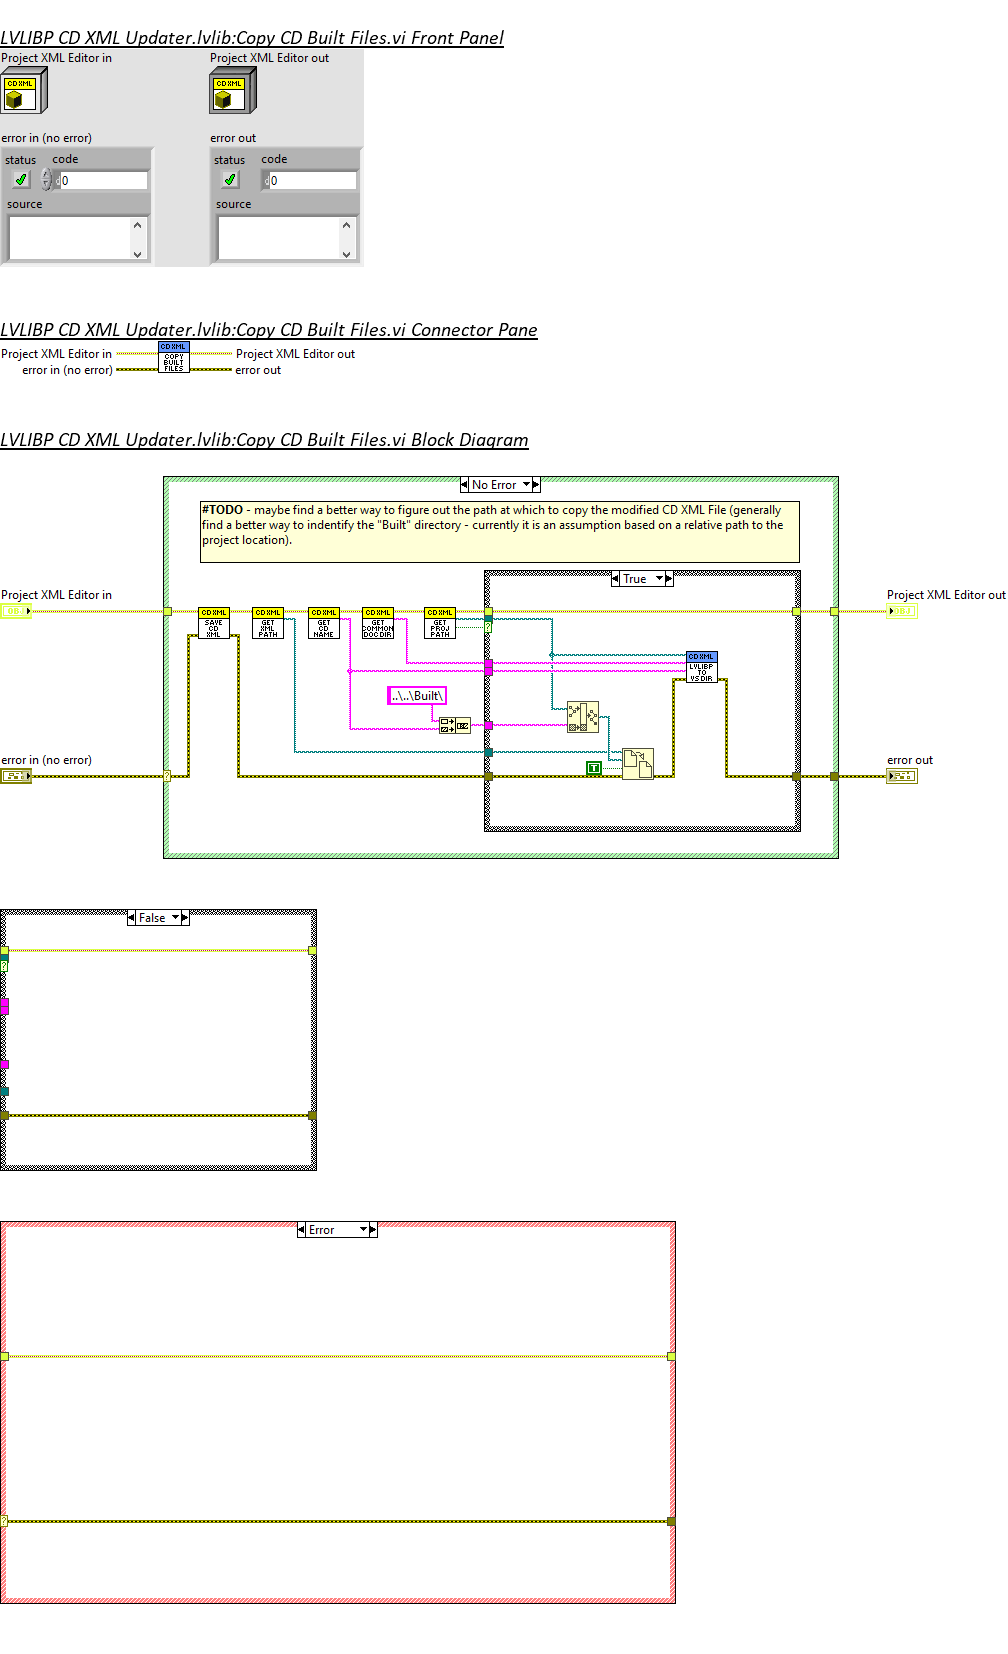 LVLIBP CD XML Updater.lvlib:Copy CD Built Files.vi Front Panel
Project XML Editor in
Project XML Editor out
CD XML
CD XML
error in (no error)
error out
status
code
status
code
0
0
source
source
LVLIBP CD XML Updater.lvlib:Copy CD Built Files.vi Connector Pane
Project XML Editor in
CD XML
COPY
BUILT
FILES
Project XML Editor out
error in (no error)
error out
LVLIBP CD XML Updater.lvlib:Copy CD Built Files.vi Block Diagram
No Error
#TODO - maybe find a better way to figure out the path at which to copy the modified CD XML File (generally
find a better way to indentify the "Built" directory - currently it is an assumption based on a relative path to the
project location).
True
Project XML Editor in
Project XML Editor out
CD XML
SAVE
CD
XML
CD XML
GET
XML
PATH
CD XML
GET
CD
NAME
CD XML
GET
COMMON
DOC DIR
CD XML
GET
PROJ
PATH
?
CD XML
LVLIBP
TO
VS DIR
..\..\Built\
T
error in (no error)
error out
?
False
?
Error
?